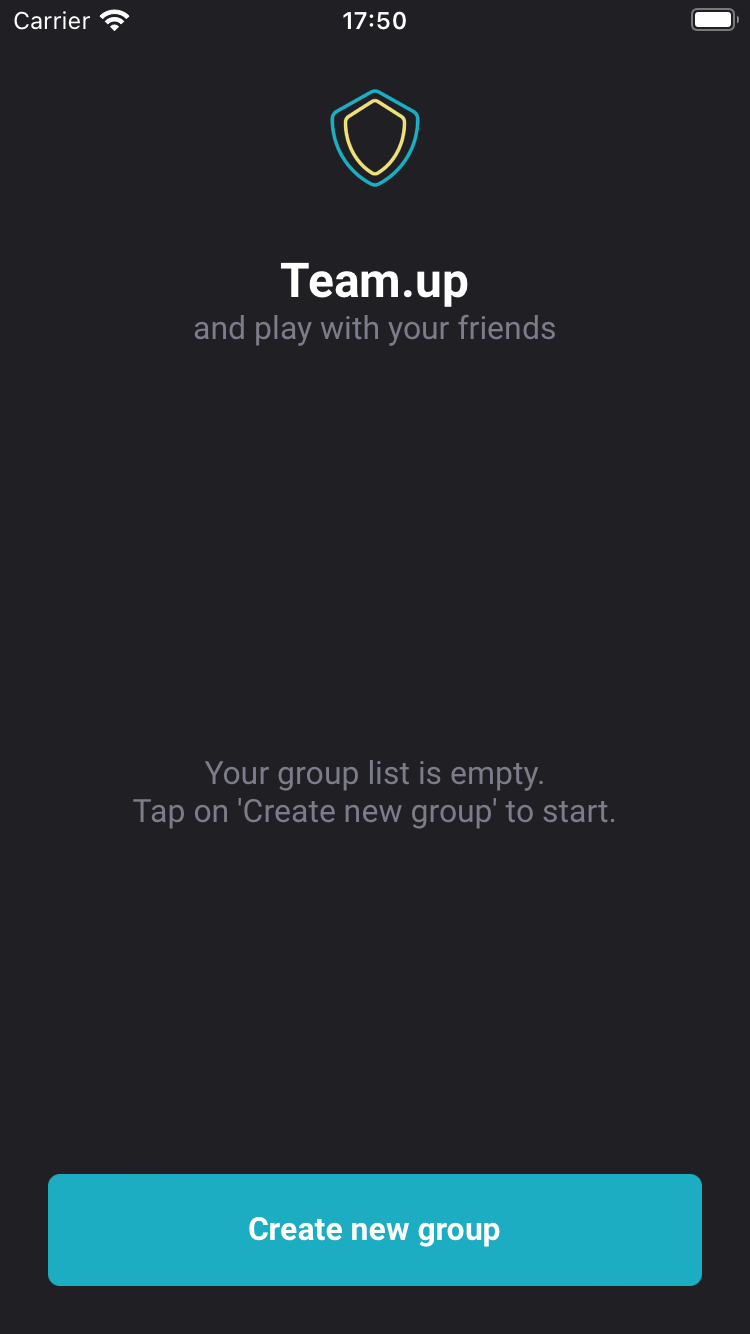 Carrier 17:50
Team.up
and play with your friends
Your group list is empty.
Tap on 'Create new group' to start.
Create new group